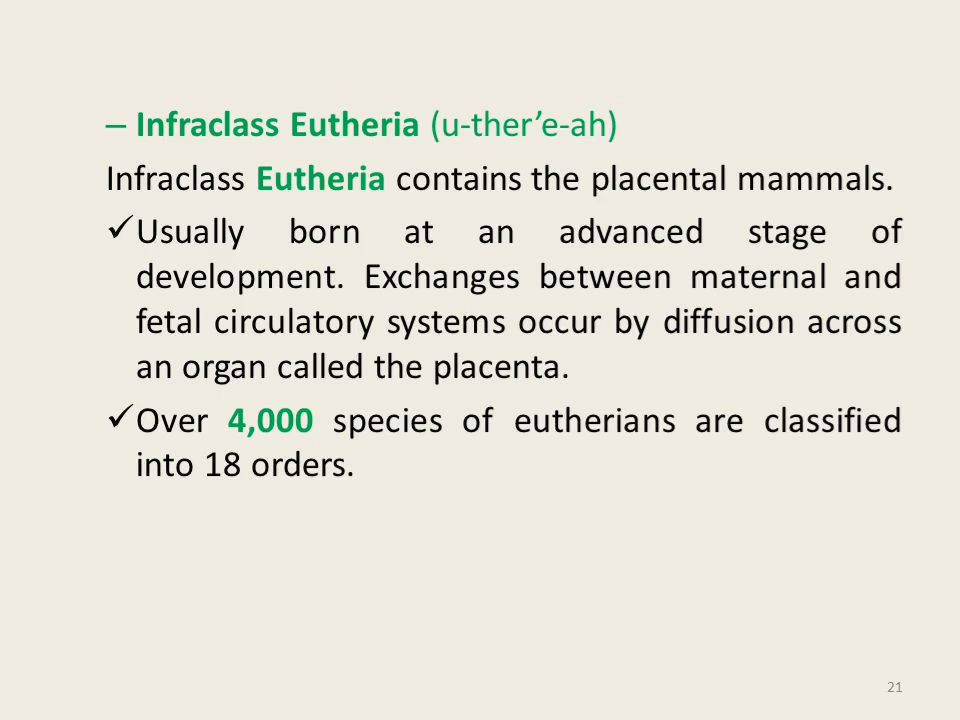 – Infraclass Eutheria (u-ther’e-ah)
Infraclass Eutheria contains the placental mammals.
✓Usually born at an advanced stage of
development. Exchanges between maternal and
fetal circulatory systems occur by diffusion across
an organ called the placenta.
✓Over 4,000 species of eutherians are classified
into 18 orders.
21